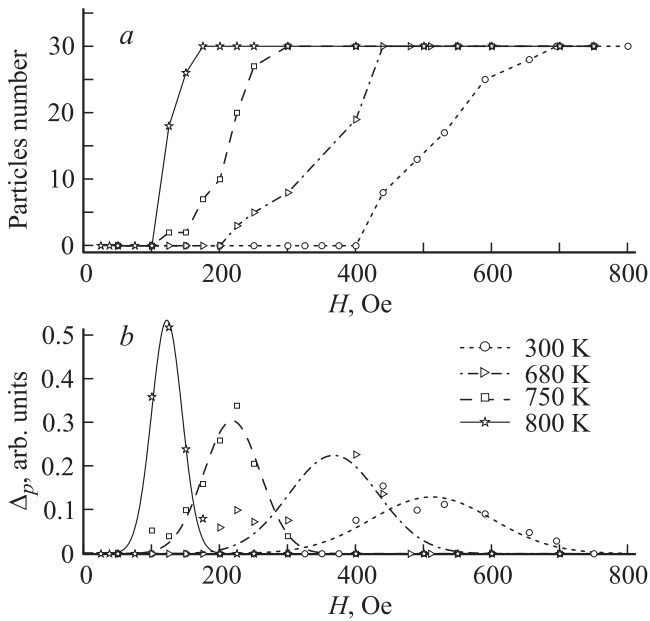 a
Particles number
30
20
10
0
0 200 400 600 800
H, Oe
b
Δp, arb. units
0.5
0.4
0.3
0.2
0.1
0
300 K
680 K
750 K
800 K
0 200 400 600 800
H, Oe